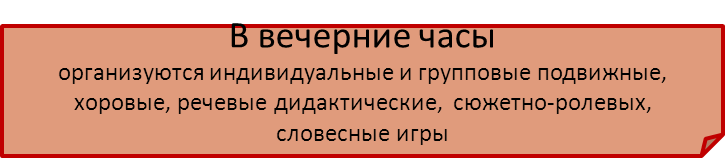 В вечерние часы
организуются индивидуальные и групповые подвижные,
хоровые, речевые дидактические, сюжетно-ролевых,
словесные игры